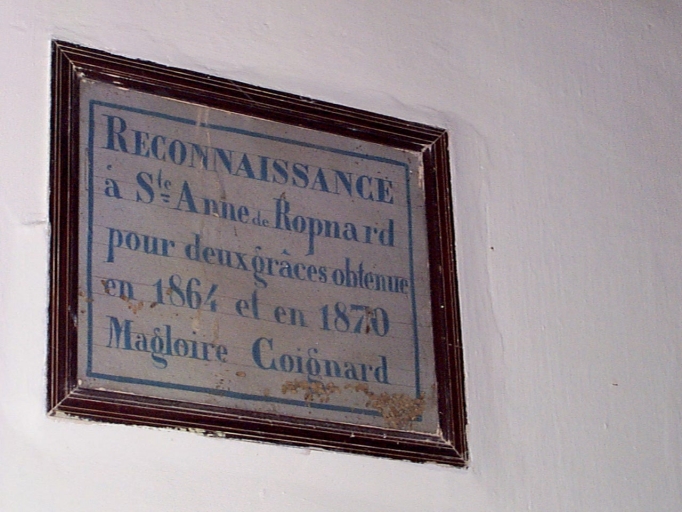 RECONNAISSANCE
à Ste Anne de Ropnard
pour deux grâces obtenue
en 1864 et en 1870
Magloire Coignard